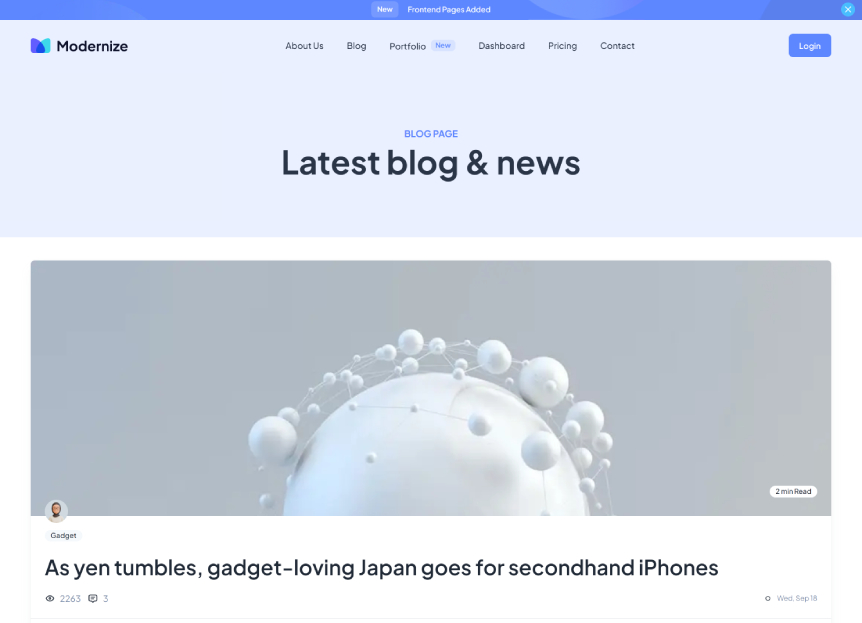 New Frontend Pages Added
Modernize About Us Blog Portfolio New Dashboard Pricing Contact Login
BLOG PAGE
Latest blog & news
2 min Read
Gadget
As yen tumbles, gadget-loving Japan goes for secondhand iPhones
2263 3 Wed, Sep 18